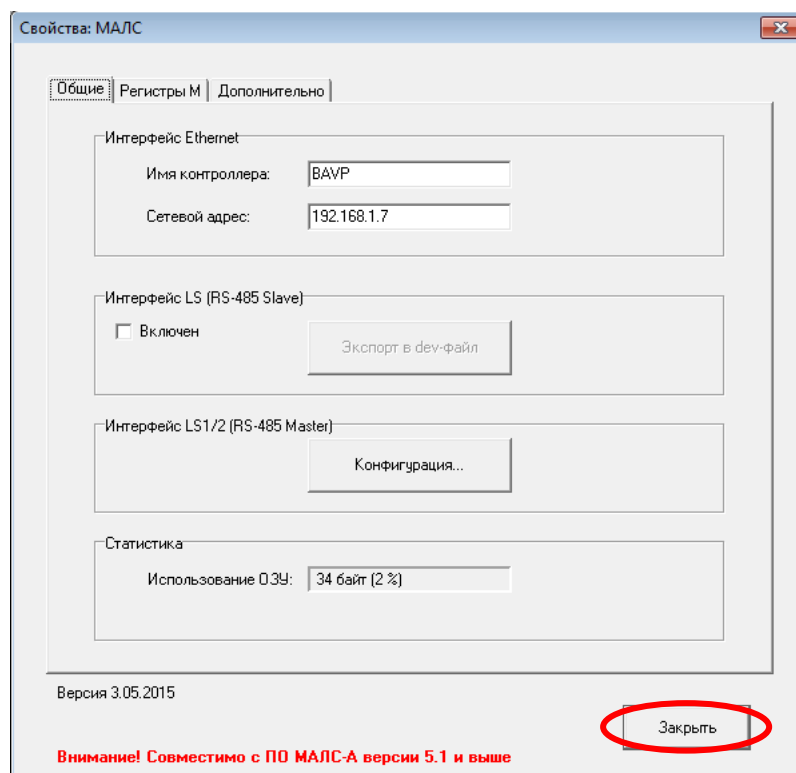 Свойства: МАЛС
Общие Регистры М Дополнительно
Интерфейс Ethernet
Имя контроллера: BAVP
Сетевой адрес: 192.168.1.7
Интерфейс LS (RS-485 Slave)
Включен
Экспорт в dev-файл
Интерфейс LS1/2 (RS-485 Master)
Конфигурация...
Статистика
Использование ОЗУ: 34 байт (2 %)
Версия 3.05.2015
Закрыть
Внимание! Совместимо с ПО МАЛС-А версии 5.1 и выше